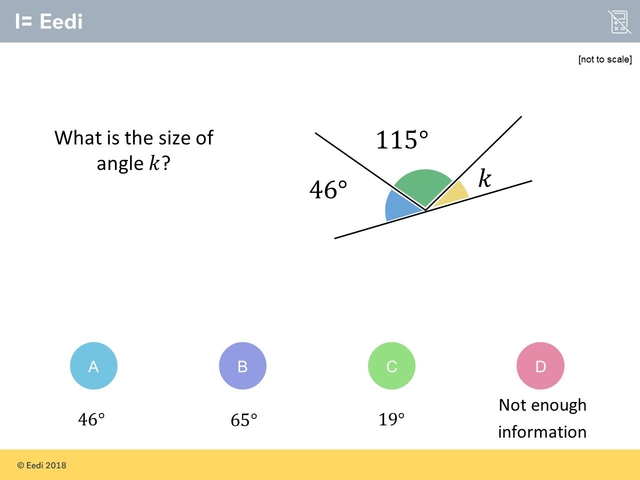 Eedi
[not to scale]
What is the size of
angle k?
115°
46°
k
A
B
C
D
46°
65°
19°
Not enough
information
© Eedi 2018